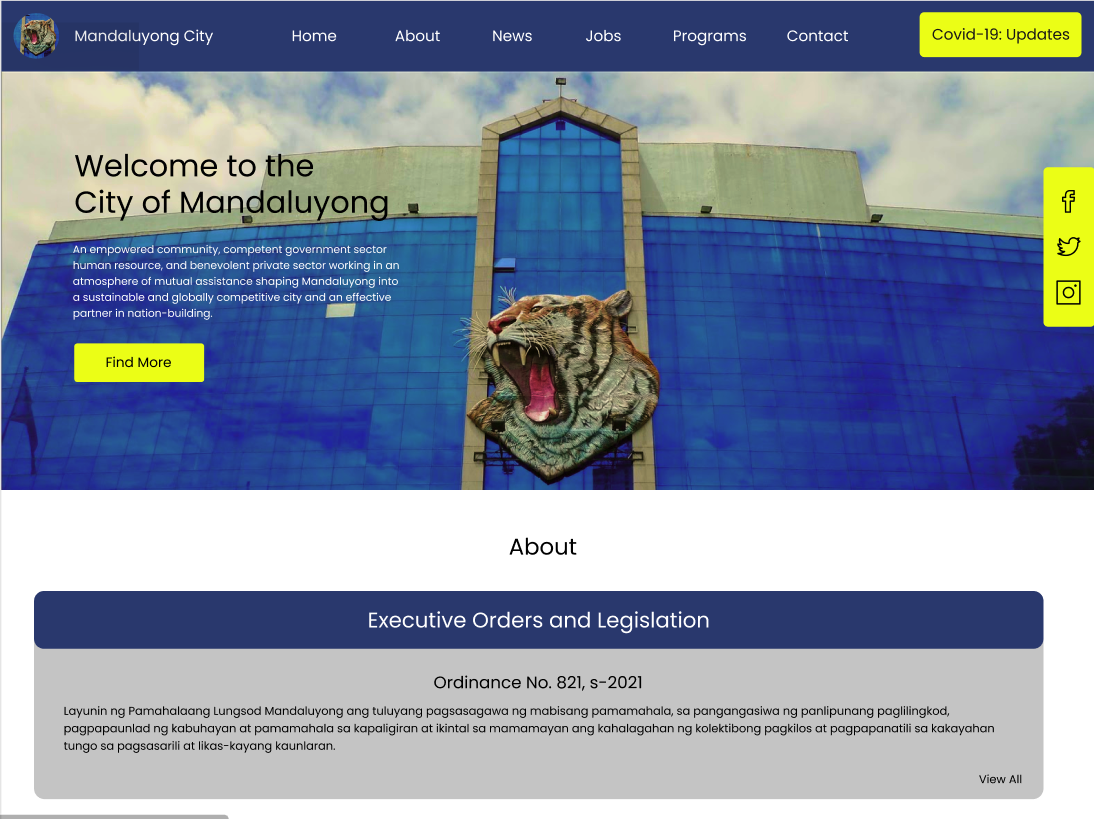 Mandaluyong City
Home
About
News
Jobs
Programs
Contact
Covid-19: Updates
Welcome to the
City of Mandaluyong
An empowered community, competent government sector
human resource, and benevolent private sector working in an
atmosphere of mutual assistance shaping Mandaluyong into
a sustainable and globally competitive city and an effective
partner in nation-building.
Find More
About
Executive Orders and Legislation
Ordinance No. 821, s-2021
Layunin ng Pamahalaang Lungsod Mandaluyong ang tuluyang pagsasagawa ng mabisang pamamahala, sa pangangasiwa ng panlipunang paglilingkod,
pagpapaunlad ng kabuhayan at pamamahala sa kapaligiran at ikintal sa mamamayan ang kahalagahan ng kolektibong pagkilos at pagpapanatili sa kakayahan
tungo sa pagsasarili at likas-kayang kaunlaran.
View All